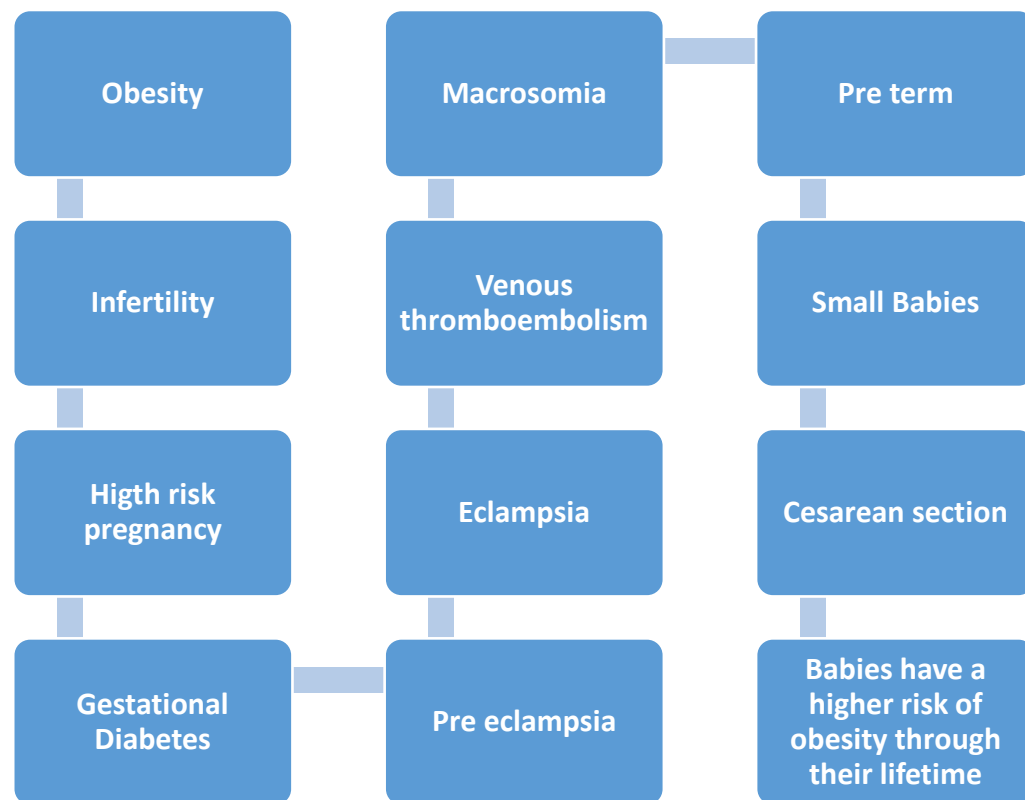 Obesity
Infertility
Higth risk
pregnancy
Gestational
Diabetes
Pre eclampsia
Eclampsia
Venous
thromboembolism
Macrosomia
Pre term
Small Babies
Cesarean section
Babies have a
higher risk of
obesity through
their lifetime